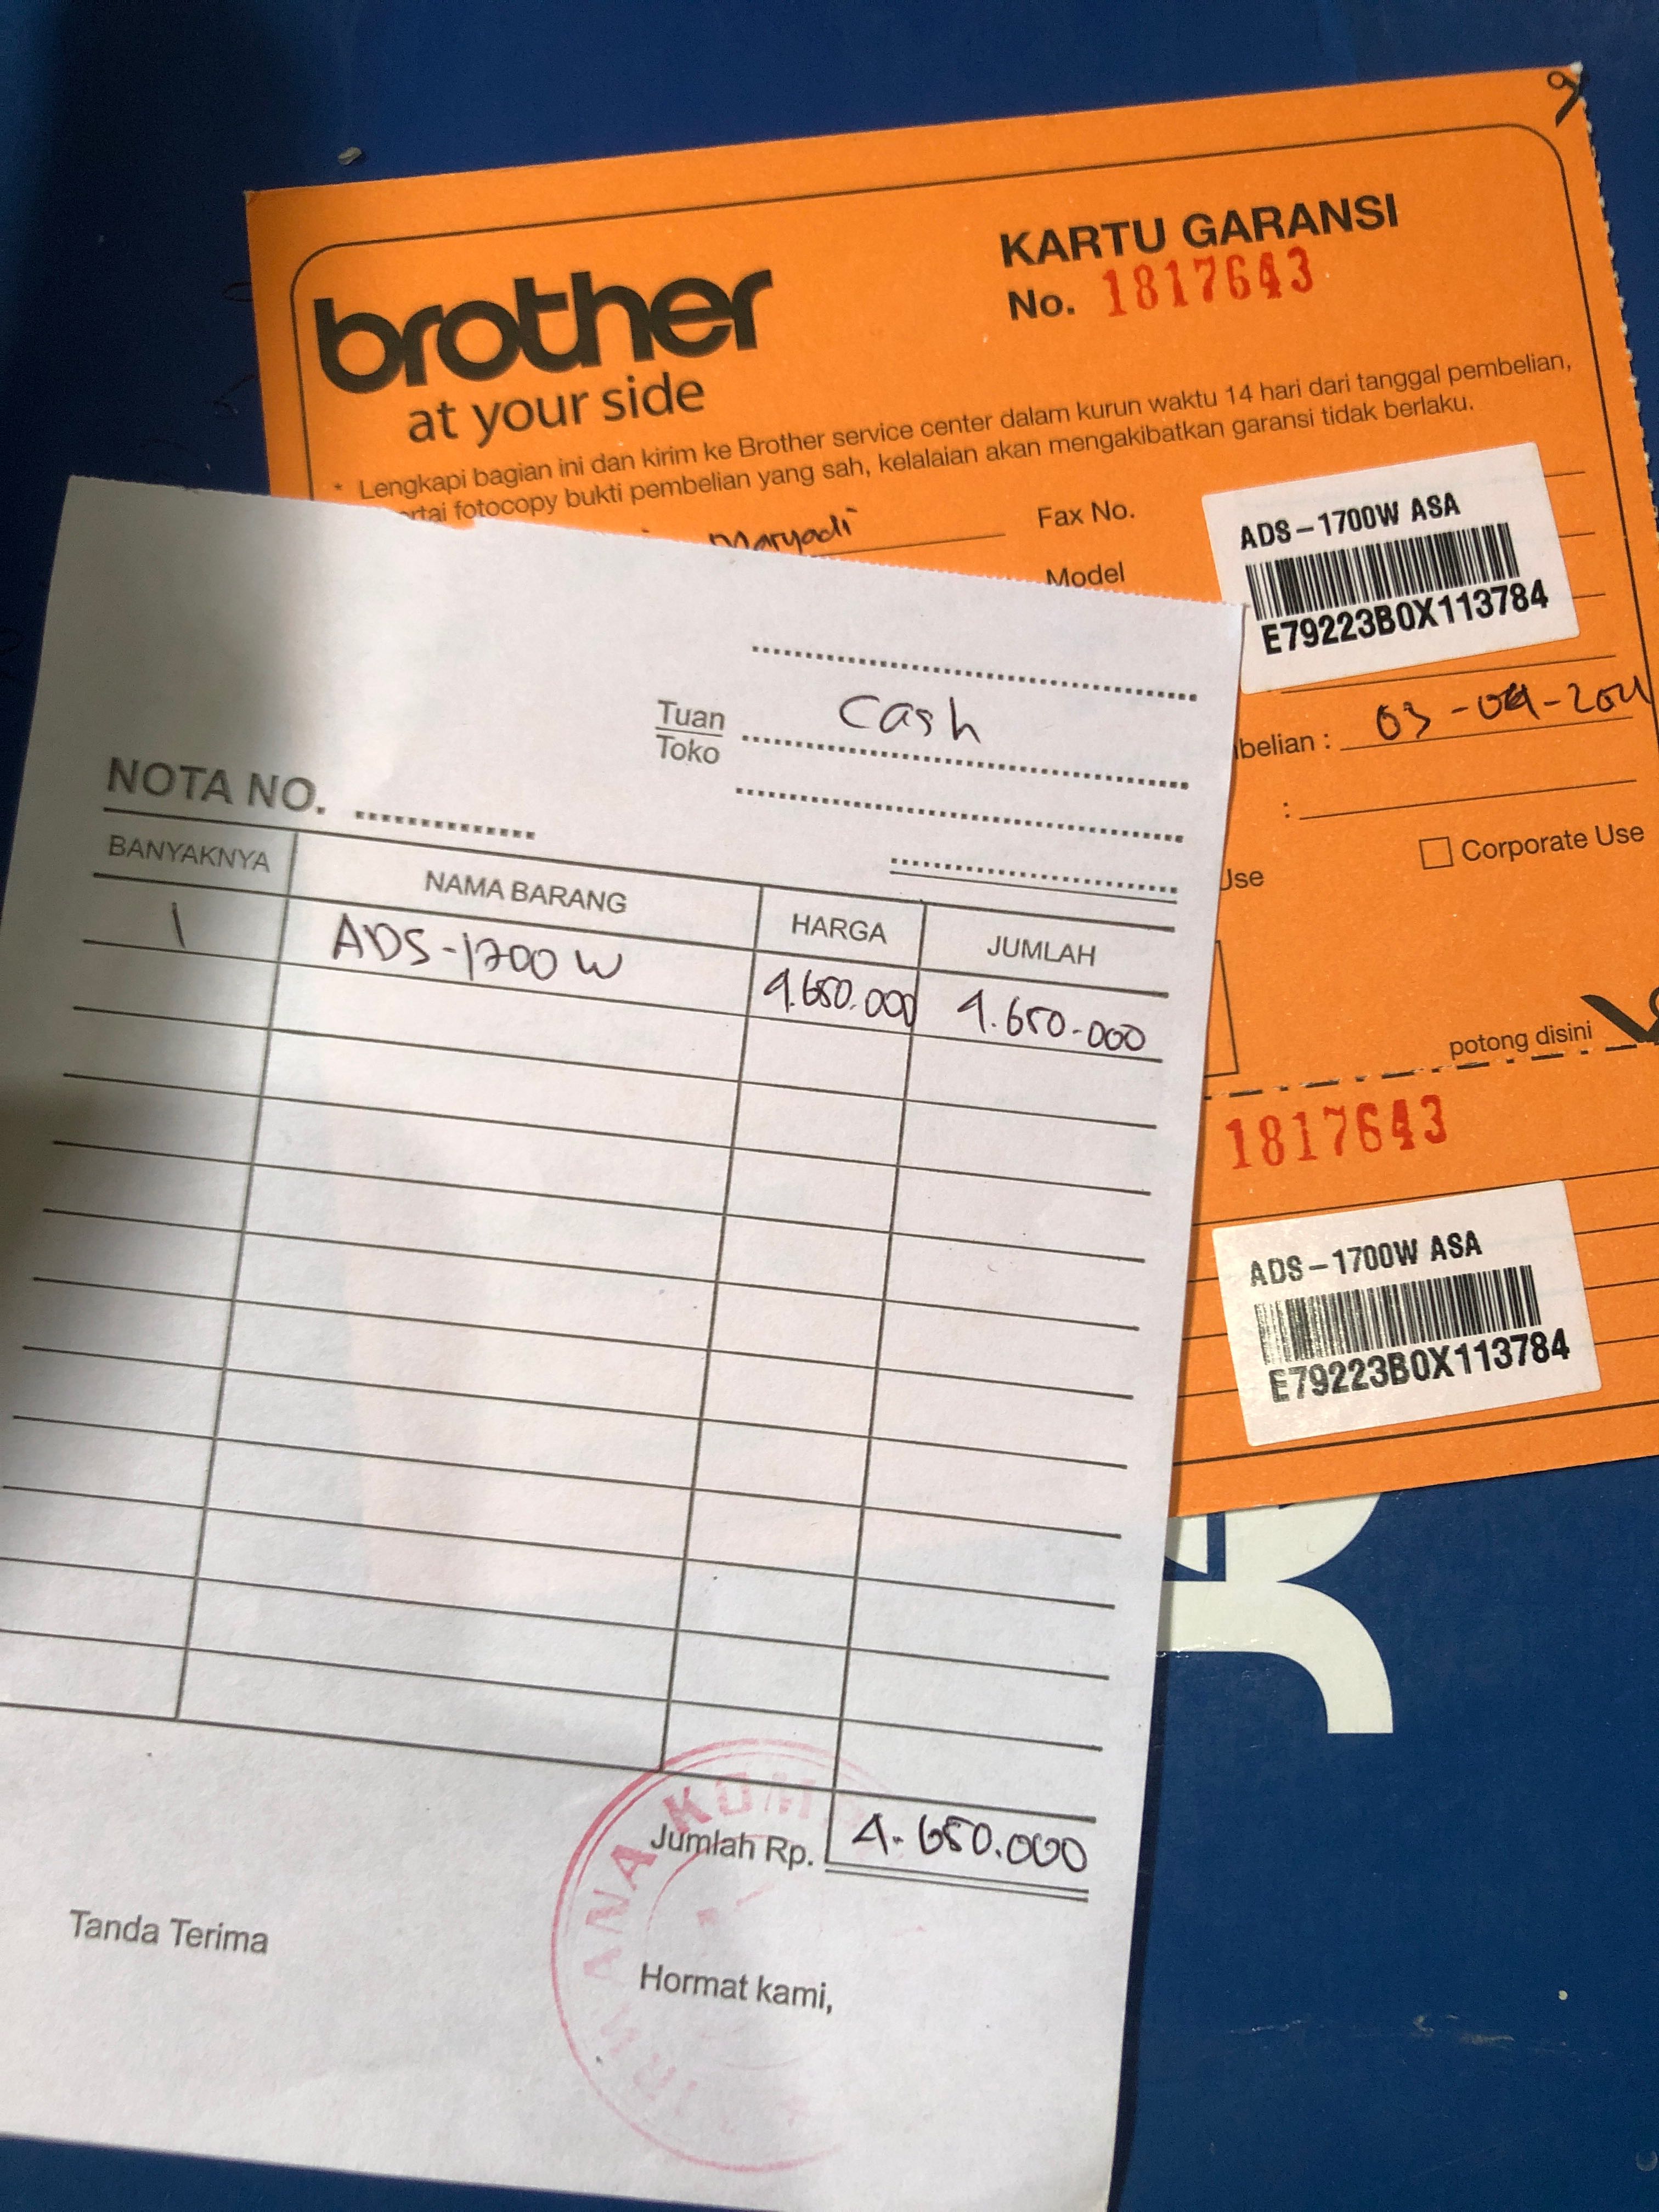 brother
at your side
KARTU GARANSI
No. 1817643
* Lengkapi bagian ini dan kirim ke Brother service center dalam kurun waktu 14 hari dari tanggal pembelian,
fotocopy bukti pembelian yang sah, kelalaian akan mengakibatkan garansi tidak berlaku.
Maryadi
Fax No.
Model
ADS-1700W ASA
E79223B0X113784
belian :
:
Use
Corporate Use
potong disini
1817643
ADS-1700W ASA
E79223B0X113784
Tuan
Toko
Cash
NOTA NO.
BANYAKNYA NAMA BARANG HARGA JUMLAH
1 ADS-1700W 4.650.000 4.650.000
Jumlah Rp. 4.650.000
Tanda Terima
Hormat kami,